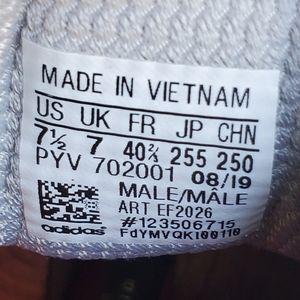 MADE IN VIETNAM
US UK FR JP CHN
7½ 7 40⅔ 255 250
PYV 702001 08/19
MALE/MÂLE
ART EF2026
#123506715
adidas FdYMVQKI00110